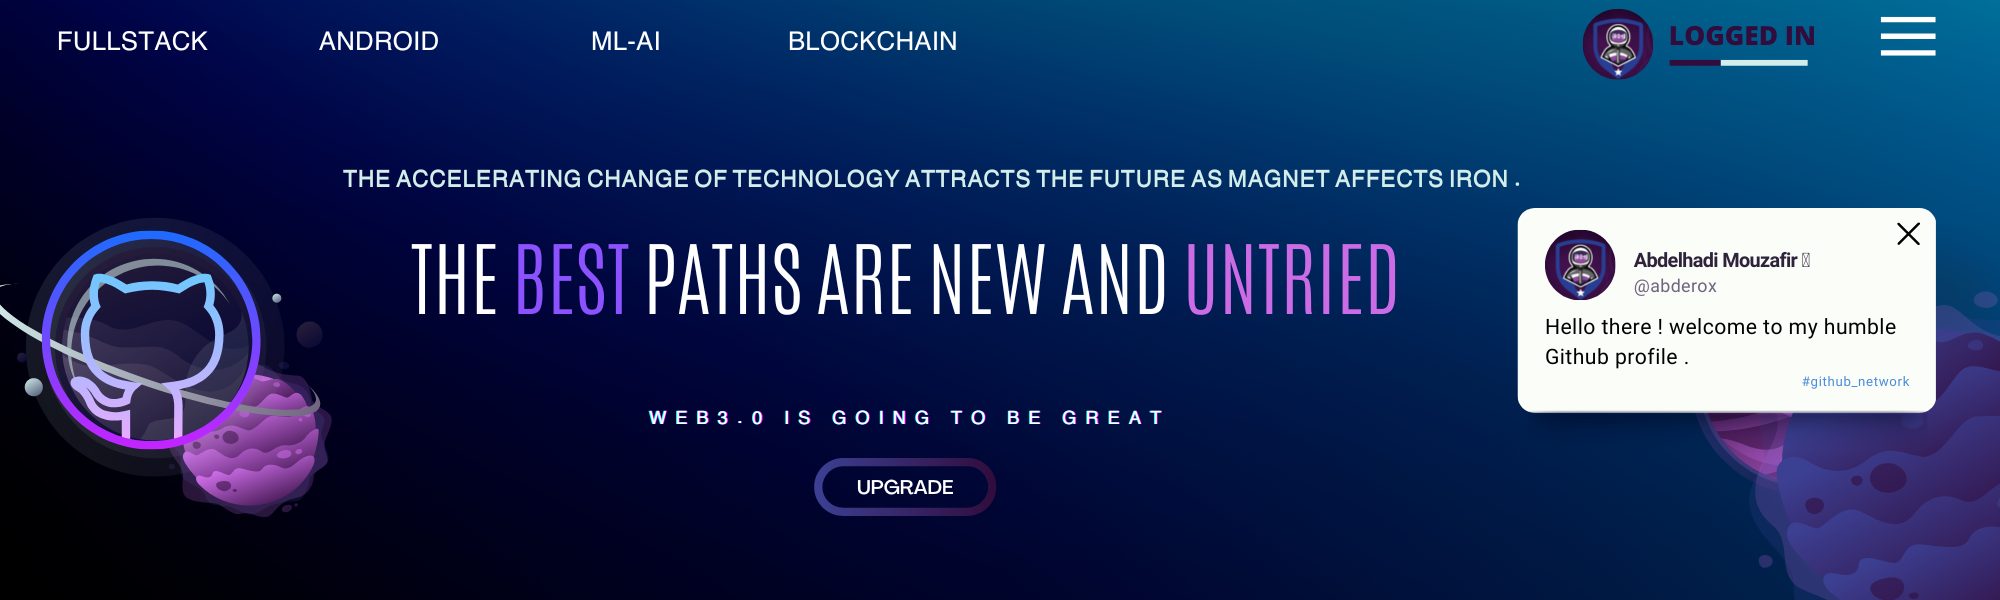 FULLSTACK ANDROID ML-AI BLOCKCHAIN LOGGED IN
THE ACCELERATING CHANGE OF TECHNOLOGY ATTRACTS THE FUTURE AS MAGNET AFFECTS IRON .
THE BEST PATHS ARE NEW AND UNTRIED
Abdelhadi Mouzafir
@abderox
Hello there ! welcome to my humble
Github profile .
#github_network
WEB3.0 IS GOING TO BE GREAT
UPGRADE